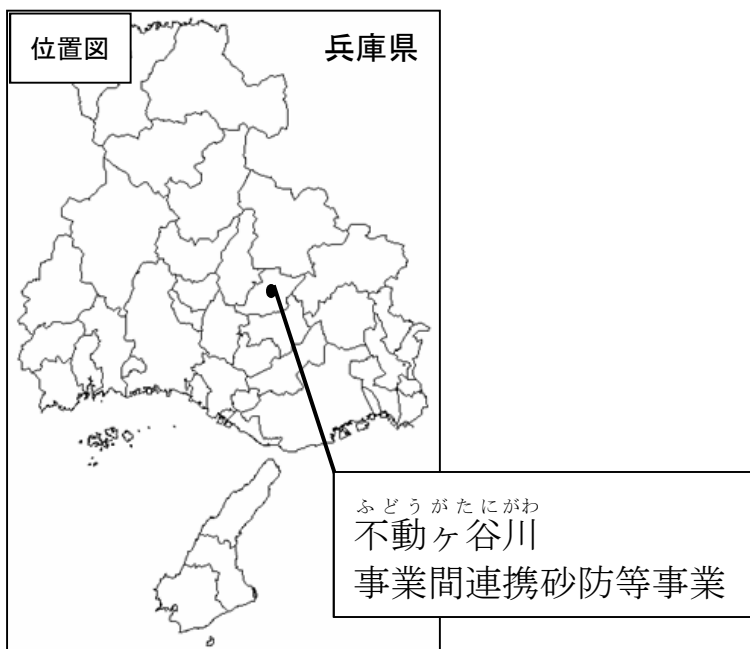 位置図
兵庫県
ふどうがたにがわ
不動ヶ谷川
事業間連携砂防等事業